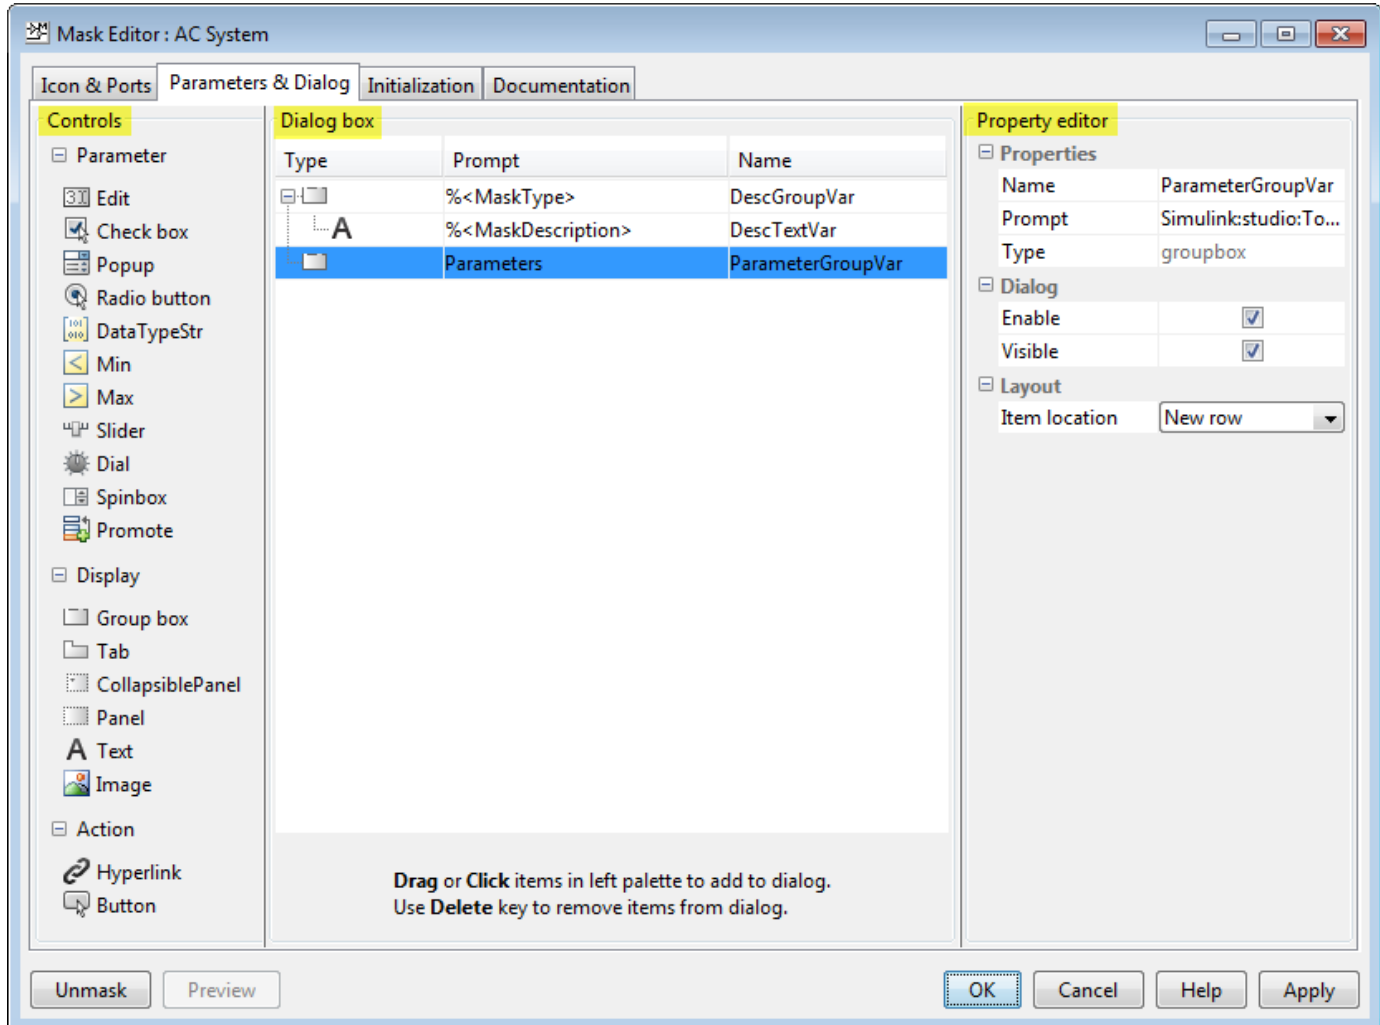 Mask Editor : AC System
Icon & Ports
Parameters & Dialog
Initialization
Documentation
Controls
Parameter
Edit
Check box
Popup
Radio button
DataTypeStr
Min
Max
Slider
Dial
Spinbox
Promote
Display
Group box
Tab
CollapsiblePanel
Panel
Text
Image
Action
Hyperlink
Button
Dialog box
Type Prompt Name
%<MaskType> DescGroupVar
A %<MaskDescription> DescTextVar
Parameters ParameterGroupVar
Drag or Click items in left palette to add to dialog.
Use Delete key to remove items from dialog.
Property editor
Properties
Name ParameterGroupVar
Prompt Simulink:studio:To...
Type groupbox
Dialog
Enable
Visible
Layout
Item location New row
Unmask
Preview
OK
Cancel
Help
Apply